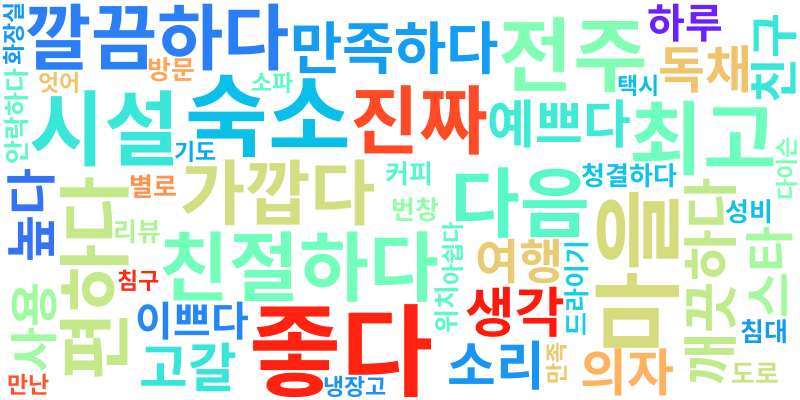 화장실
깔끔하다
만족하다
전주
하루
독채
친구
방문
엇어
소파
택시
안락하다
시설
숙소
진짜
예쁘다
최고
기도
다이슨
별로
가깝다
커피
다음
청결하다
높다
편하다
리뷰
번창
마을
깨끗하다
성비
친절하다
아쉽다
위치
여행
드라이기
스타
침구
사용
이쁘다
좋다
생각
침대
고갈
소리
만족
의자
도로
만난
냉장고